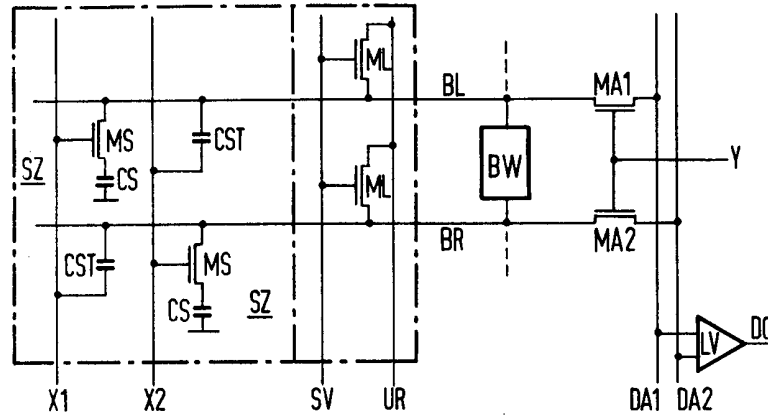 ML
BL
MA1
MS
CST
SZ
CS
BW
Y
ML
BR
MA2
CST
MS
CS
SZ
LV
DO
X1
X2
SV
UR
DA1
DA2